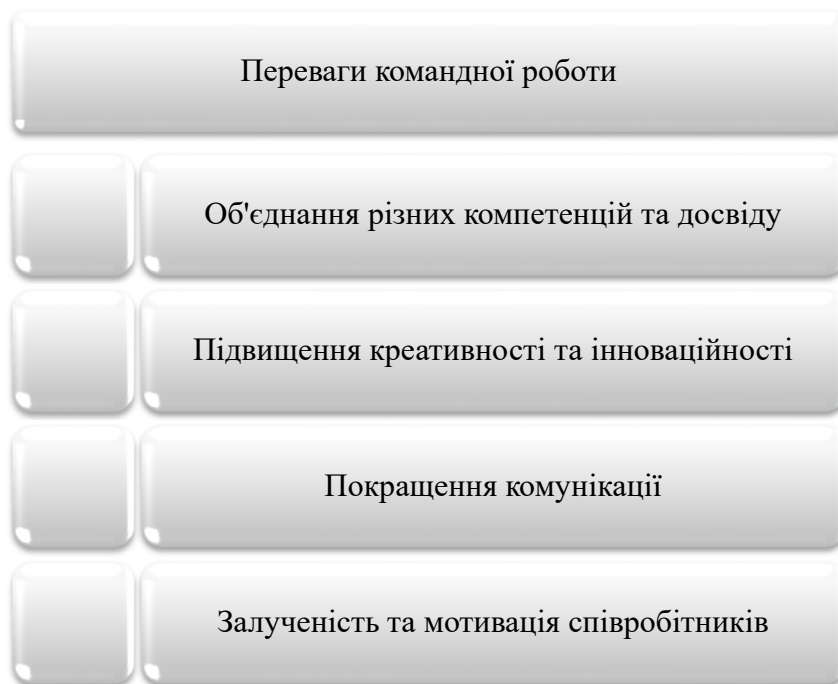 Переваги командної роботи
Об'єднання різних компетенцій та досвіду
Підвищення креативності та інноваційності
Покращення комунікації
Залученість та мотивація співробітників